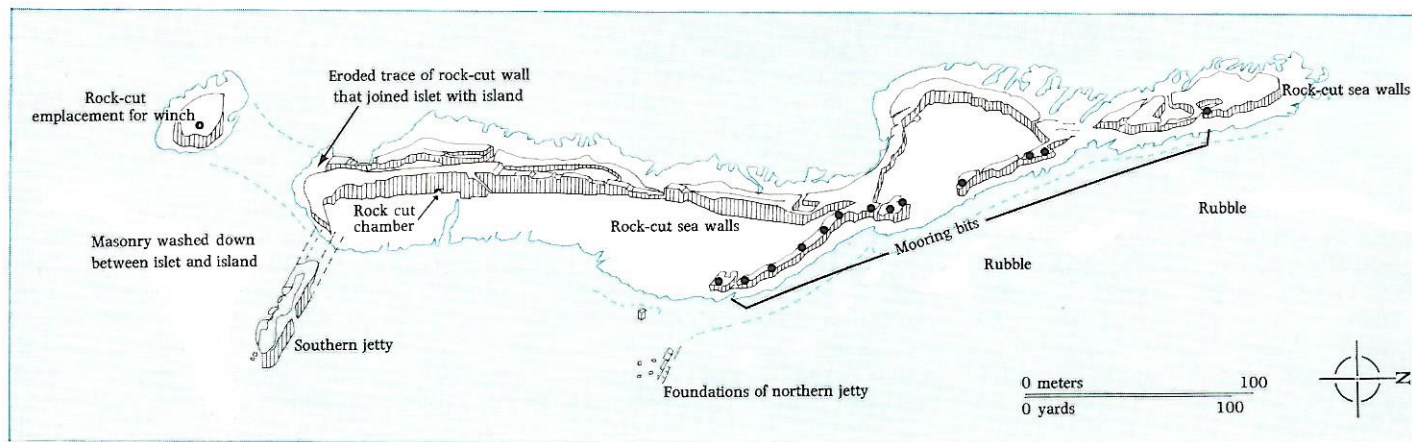 Rock-cut
emplacement for winch
Eroded trace of rock-cut wall
that joined islet with island
Rock-cut sea walls
Rock cut
chamber
Rock-cut sea walls
Mooring bits
Rubble
Rubble
Masonry washed down
between islet and island
Southern jetty
Foundations of northern jetty
0 meters 100
0 yards 100
N